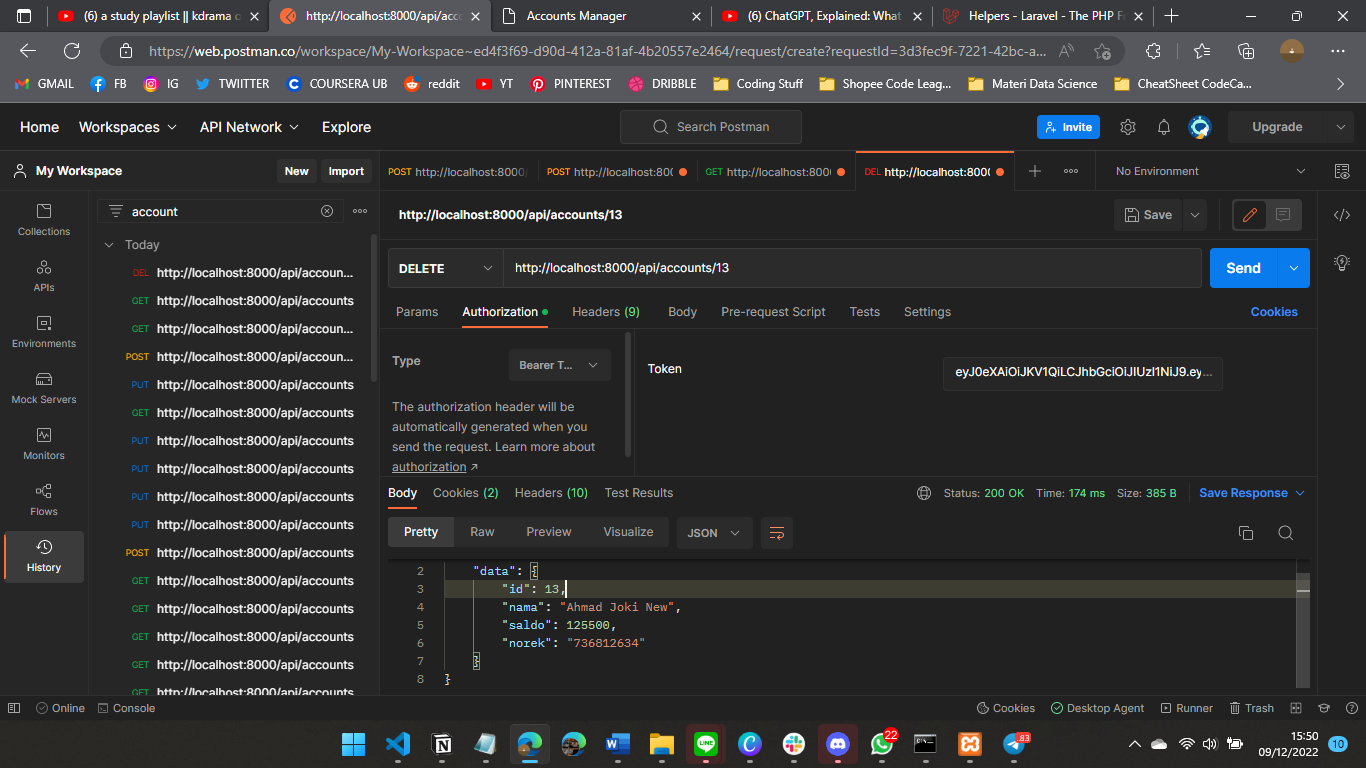 (6) a study playlist || kdrama o
http://localhost:8000/api/accou
Accounts Manager
(6) ChatGPT, Explained: What
Helpers - Laravel - The PHP Fr
https://web.postman.co/workspace/My-Workspace~ed4f3f69-d90d-412a-81af-4b20557e2464/request/create?requestId=3d3fec9f-7221-42bc-a...
GMAIL
FB
IG
TWIITTER
COURSERA UB
reddit
YT
PINTEREST
DRIBBLE
Coding Stuff
Shopee Code Leag...
Materi Data Science
CheatSheet CodeCa...
Home
Workspaces
API Network
Explore
Search Postman
Invite
Upgrade
My Workspace
New
Import
POST http://localhost:8000/
POST http://localhost:800
GET http://localhost:800
DEL http://localhost:800
No Environment
Collections
APIs
Environments
Mock Servers
Monitors
Flows
History
account
Today
DEL http://localhost:8000/api/accoun...
GET http://localhost:8000/api/accounts
GET http://localhost:8000/api/accoun...
POST http://localhost:8000/api/accoun...
PUT http://localhost:8000/api/accounts
GET http://localhost:8000/api/accounts
PUT http://localhost:8000/api/accounts
PUT http://localhost:8000/api/accounts
PUT http://localhost:8000/api/accounts
PUT http://localhost:8000/api/accounts
POST http://localhost:8000/api/accounts
GET http://localhost:8000/api/accounts
GET http://localhost:8000/api/accounts
GET http://localhost:8000/api/accounts
GET http://localhost:8000/api/accounts
GET http://localhost:8000/api/accounts
http://localhost:8000/api/accounts/13
Save
DELETE
http://localhost:8000/api/accounts/13
Send
Params
Authorization
Headers (9)
Body
Pre-request Script
Tests
Settings
Cookies
Type
Bearer T...
The authorization header will be
automatically generated when you
send the request. Learn more about
authorization ↗
Token
eyJ0eXAiOiJKV1QiLCJhbGciOiJIUzI1NiJ9.ey...
Body
Cookies (2)
Headers (10)
Test Results
Status: 200 OK
Time: 174 ms
Size: 385 B
Save Response
Pretty
Raw
Preview
Visualize
JSON
2 "data": {
3 "id": 13,
4 "nama": "Ahmad Joki New",
5 "saldo": 125500,
6 "norek": "736812634"
7 }
8 }
Online
Console
Cookies
Desktop Agent
Runner
Trash
22
83
15:50
09/12/2022
10